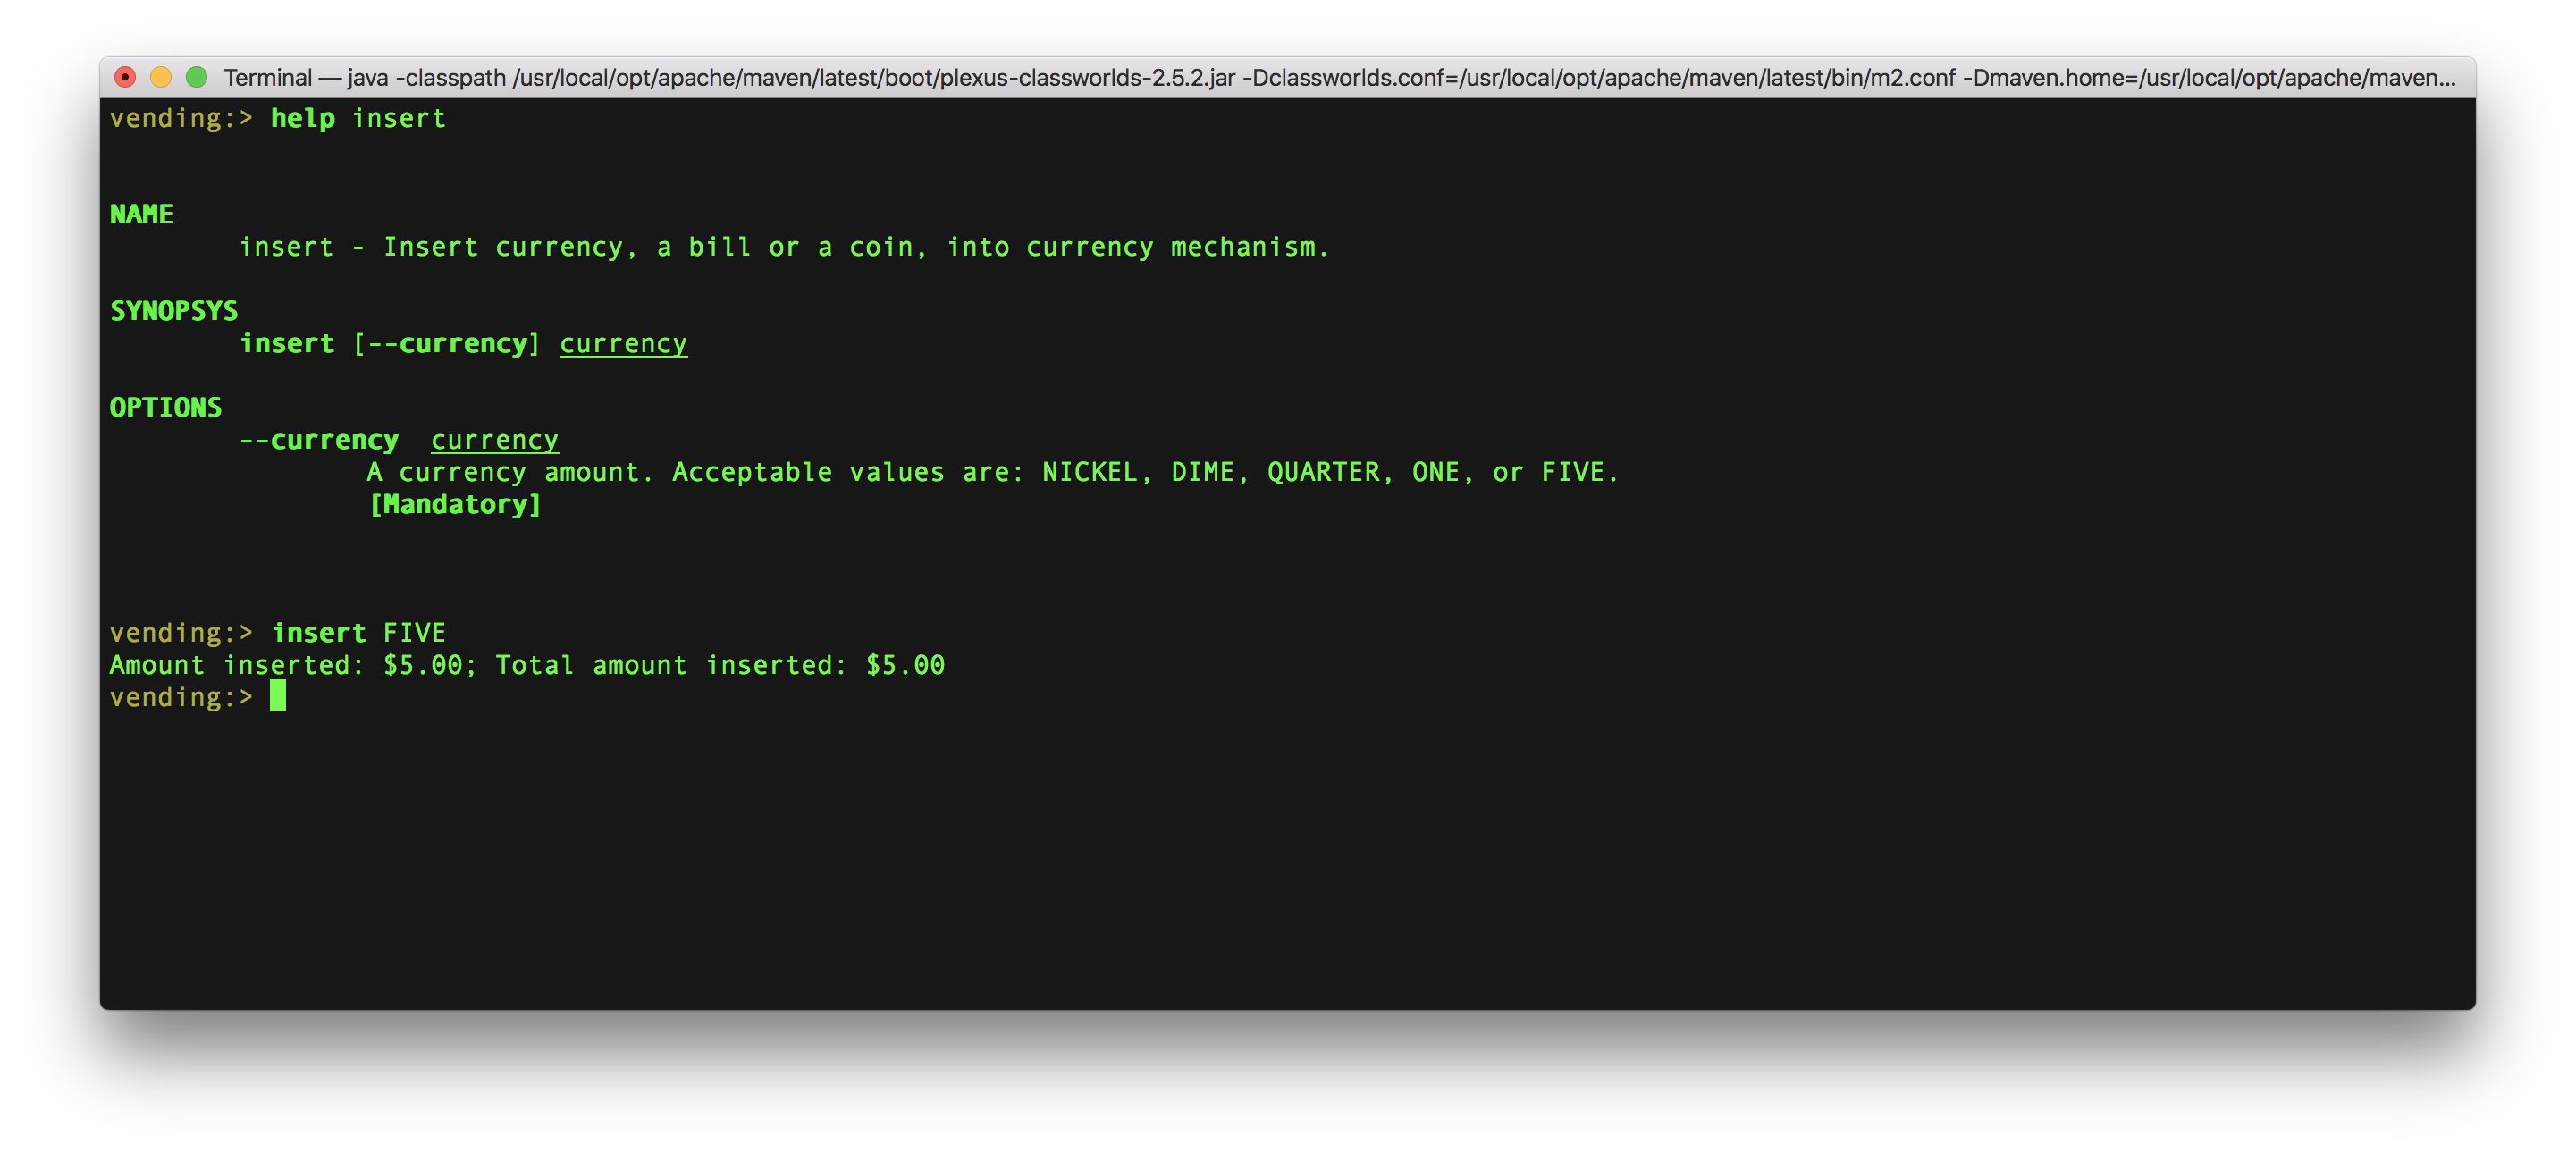 Terminal — java -classpath /usr/local/opt/apache/maven/latest/boot/plexus-classworlds-2.5.2.jar -Dclassworlds.conf=/usr/local/opt/apache/maven/latest/bin/m2.conf -Dmaven.home=/usr/local/opt/apache/maven...
vending:> help insert
NAME
insert - Insert currency, a bill or a coin, into currency mechanism.
SYNOPSYS
insert [--currency] currency
OPTIONS
--currency currency
A currency amount. Acceptable values are: NICKEL, DIME, QUARTER, ONE, or FIVE.
[Mandatory]
vending:> insert FIVE
Amount inserted: $5.00; Total amount inserted: $5.00
vending:>